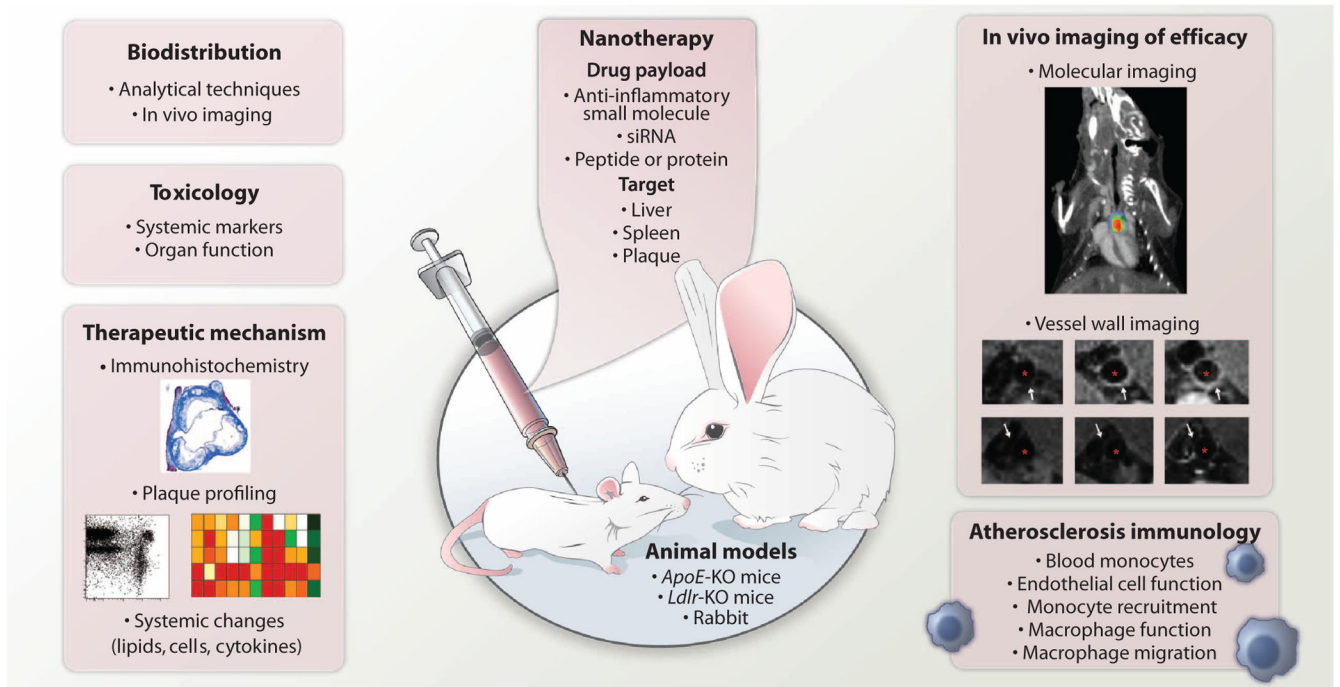 Biodistribution
• Analytical techniques
• In vivo imaging
Toxicology
• Systemic markers
• Organ function
Therapeutic mechanism
• Immunohistochemistry
• Plaque profiling
• Systemic changes
(lipids, cells, cytokines)
Nanotherapy
Drug payload
• Anti-inflammatory
small molecule
• siRNA
• Peptide or protein
Target
• Liver
• Spleen
• Plaque
Animal models
• ApoE-KO mice
• Ldlr-KO mice
• Rabbit
In vivo imaging of efficacy
• Molecular imaging
• Vessel wall imaging
* * *
* * *
Atherosclerosis immunology
• Blood monocytes
• Endothelial cell function
• Monocyte recruitment
• Macrophage function
• Macrophage migration